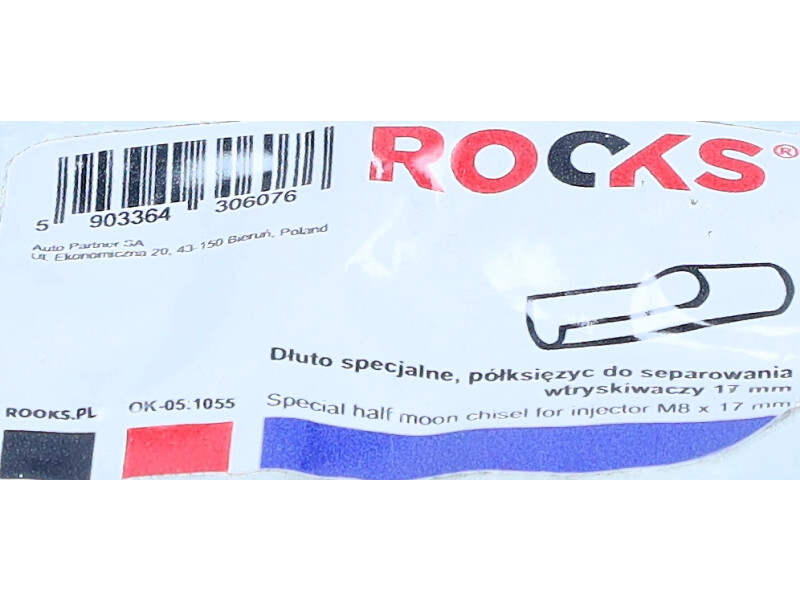 ROOKS®
5 903364 306076
Auto Partner SA
Ul. Ekonomiczna 20, 43-150 Bieruń, Poland
Dłuto specjalne, półksiężyc do separowania
wtryskiwaczy 17 mm
Special half moon chisel for injector M8 x 17 mm
ROOKS.PL
OK-05.1055